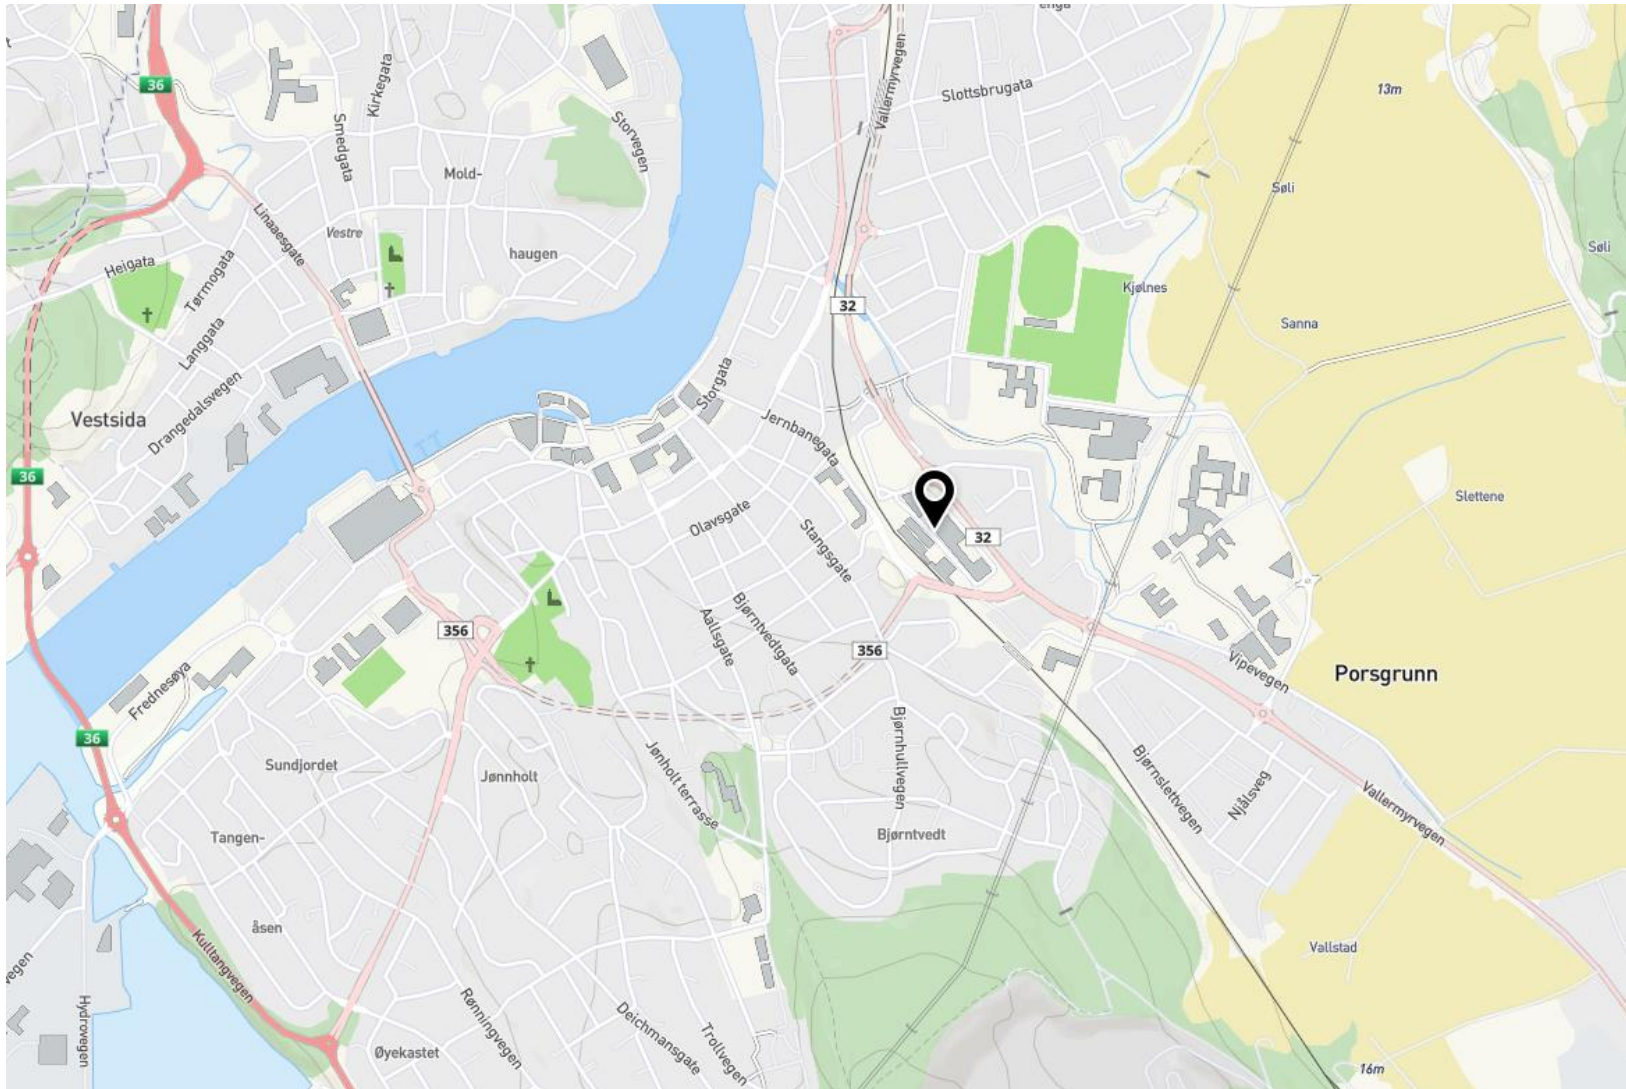 36
Kirkegata
Smedgata
Storvegen
Vallermyrvegen
Slottsbrugata
13m
Mold-
haugen
Vestre
Linaaesgate
Heigata
Tørmogata
Langgata
Drangedalsvegen
Vestsida
36
32
Kjølnes
Søli
Søli
Sanna
Storgata
Jernbanegata
Olavsgate
Stangsgate
32
Slettene
356
Aallsgate
Bjørntvedtgata
356
Vipevegen
Porsgrunn
Frednesøya
36
Sundjordet
Jønnholt
Jønholt terrasse
Bjørnhullvegen
Bjørnslettvegen
Njålsveg
Vallermyrvegen
Tangen-
åsen
Bjørntvedt
Kulltangvegen
Vallstad
Hydrovegen
Rønningvegen
Deichmansgate
Trollvegen
Øyekastet
16m